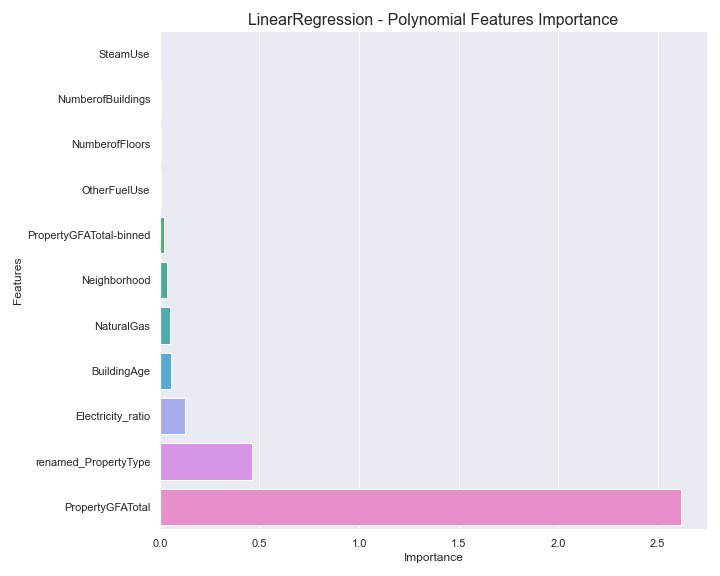 LinearRegression - Polynomial Features Importance
SteamUse
NumberofBuildings
NumberofFloors
OtherFuelUse
PropertyGFATotal-binned
Neighborhood
NaturalGas
BuildingAge
Electricity_ratio
renamed_PropertyType
PropertyGFATotal
Features
0.0 0.5 1.0 1.5 2.0 2.5
Importance